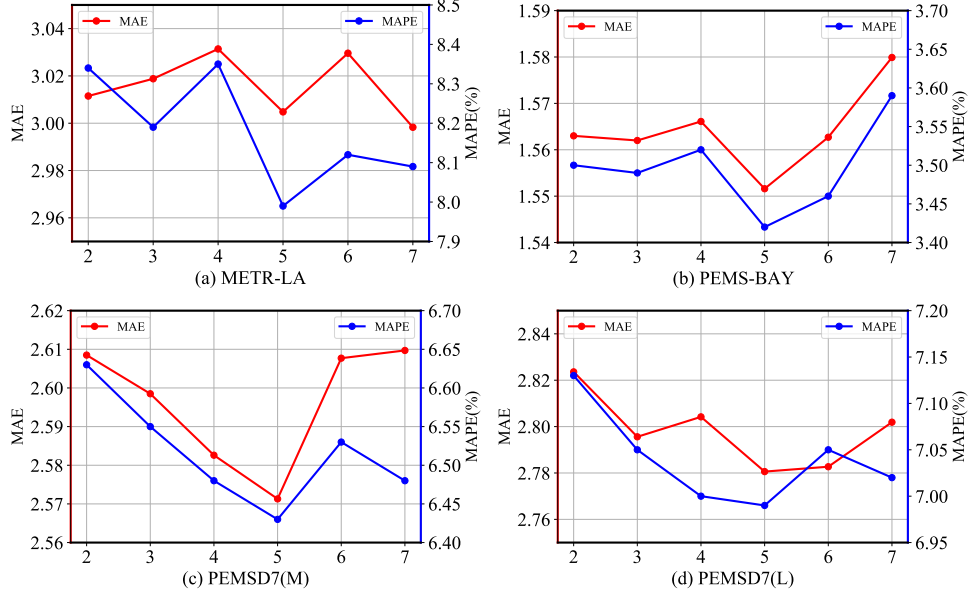 MAE
MAPE
3.04
3.02
3.00
2.98
2.96
MAE
8.5
8.4
8.3
8.2
8.1
8.0
7.9
MAPE(%)
2 3 4 5 6 7
(a) METR-LA
MAE
MAPE
1.59
1.58
1.57
1.56
1.55
1.54
MAE
3.70
3.65
3.60
3.55
3.50
3.45
3.40
MAPE(%)
2 3 4 5 6 7
(b) PEMS-BAY
MAE
MAPE
2.62
2.61
2.60
2.59
2.58
2.57
2.56
MAE
6.70
6.65
6.60
6.55
6.50
6.45
6.40
MAPE(%)
2 3 4 5 6 7
(c) PEMSD7(M)
MAE
MAPE
2.84
2.82
2.80
2.78
2.76
MAE
7.20
7.15
7.10
7.05
7.00
6.95
MAPE(%)
2 3 4 5 6 7
(d) PEMSD7(L)